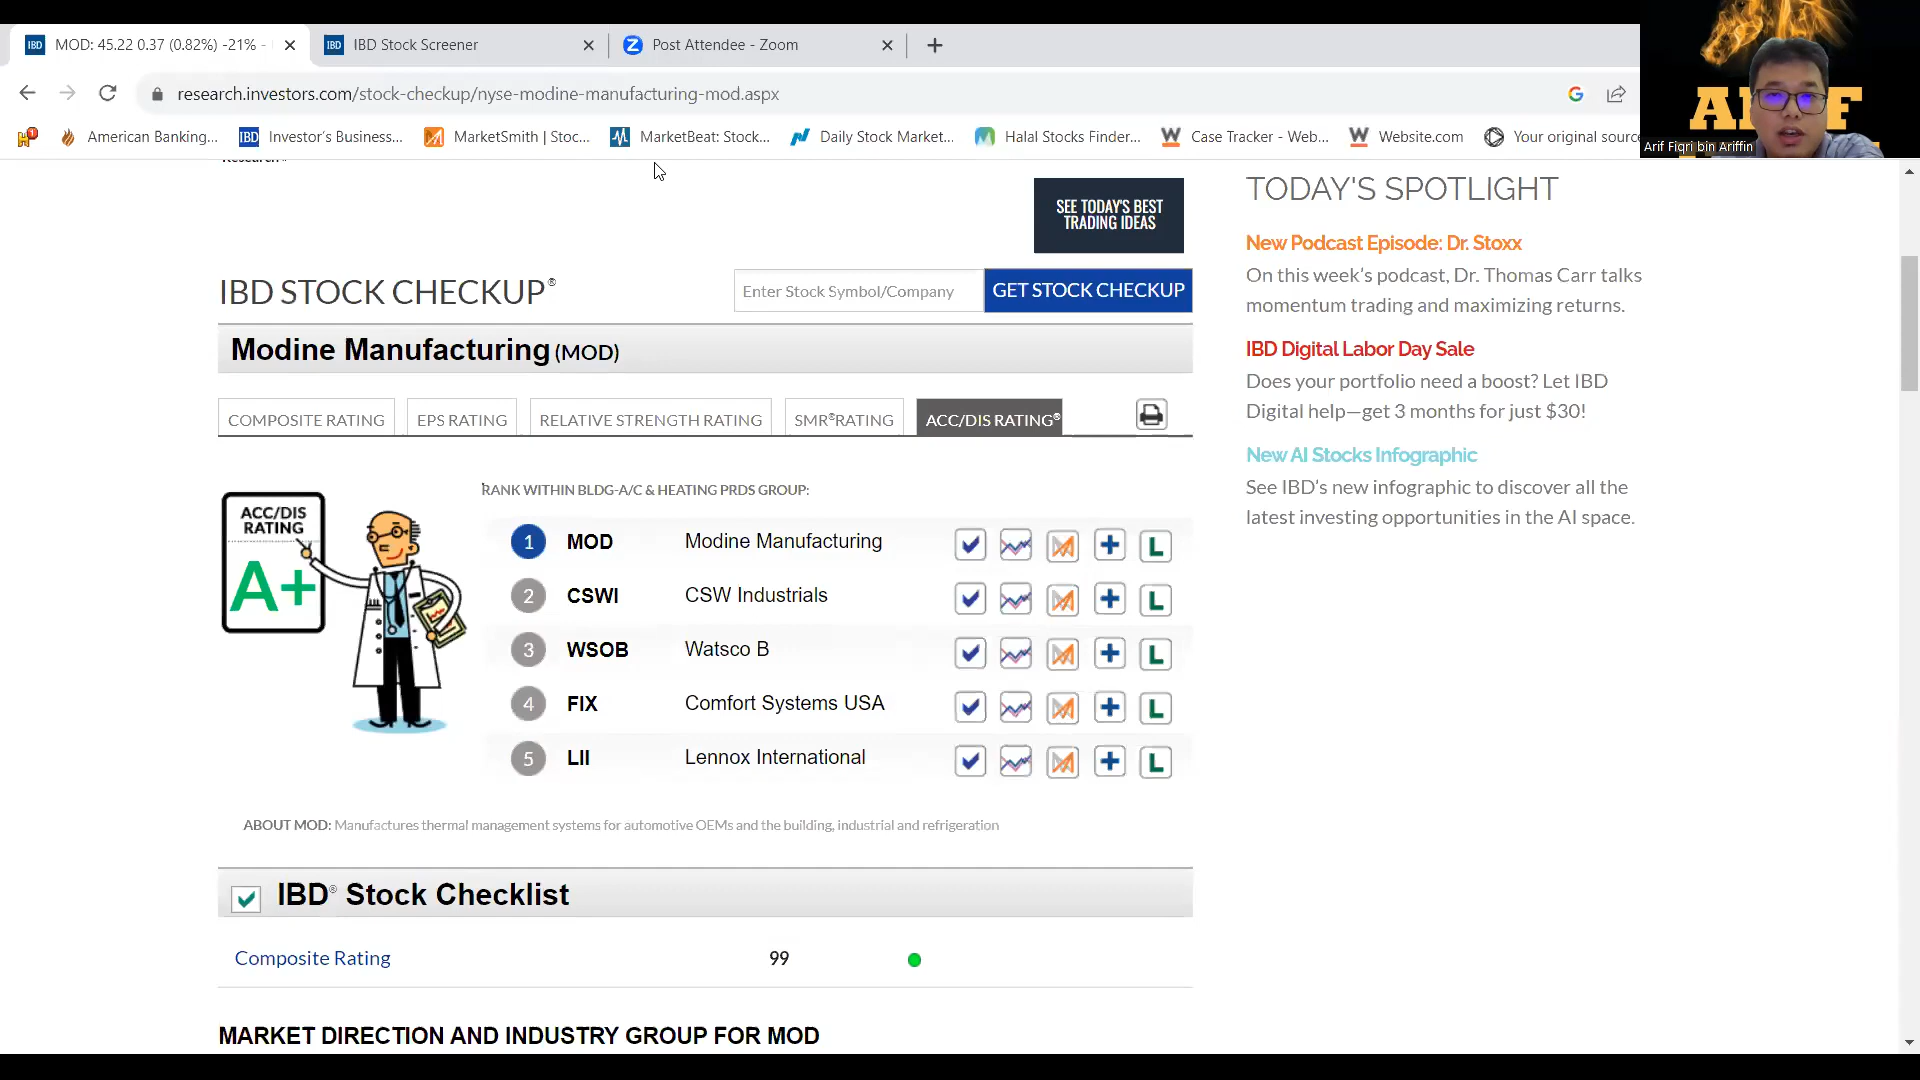 IBD MOD: 45.22 0.37 (0.82%) -21% -
IBD IBD Stock Screener
Z Post Attendee - Zoom
research.investors.com/stock-checkup/nyse-modine-manufacturing-mod.aspx
American Banking... IBD Investor's Business... MarketSmith | Stoc... MarketBeat: Stock... Daily Stock Market... Halal Stocks Finder... Case Tracker - Web... Website.com Your original source
Arif Fiqri bin Ariffin
SEE TODAY'S BEST
TRADING IDEAS
IBD STOCK CHECKUP®
Enter Stock Symbol/Company
GET STOCK CHECKUP
Modine Manufacturing (MOD)
COMPOSITE RATING EPS RATING RELATIVE STRENGTH RATING SMR®RATING ACC/DIS RATING®
ACC/DIS
RATING
A+
RANK WITHIN BLDG-A/C & HEATING PRDS GROUP:
1 MOD Modine Manufacturing
2 CSWI CSW Industrials
3 WSOB Watsco B
4 FIX Comfort Systems USA
5 LII Lennox International
ABOUT MOD: Manufactures thermal management systems for automotive OEMs and the building, industrial and refrigeration
IBD® Stock Checklist
Composite Rating 99
MARKET DIRECTION AND INDUSTRY GROUP FOR MOD
TODAY'S SPOTLIGHT
New Podcast Episode: Dr. Stoxx
On this week's podcast, Dr. Thomas Carr talks
momentum trading and maximizing returns.
IBD Digital Labor Day Sale
Does your portfolio need a boost? Let IBD
Digital help—get 3 months for just $30!
New AI Stocks Infographic
See IBD's new infographic to discover all the
latest investing opportunities in the AI space.